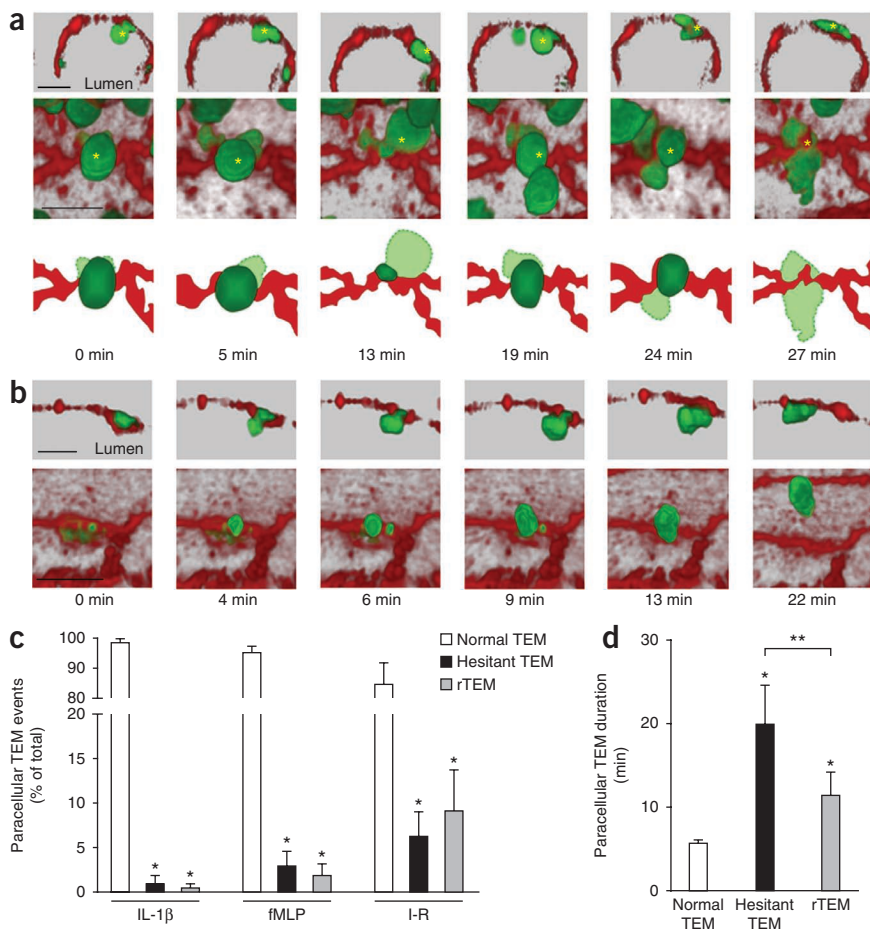 a
Lumen
* * * * * *
* * * * * *
0 min 5 min 13 min 19 min 24 min 27 min
b
Lumen
0 min 4 min 6 min 9 min 13 min 22 min
c
Paracellular TEM events
(% of total)
100
90
80
20
15
10
5
0
Normal TEM
Hesitant TEM
rTEM
* * * * * *
IL-1β fMLP I-R
d
Paracellular TEM duration
(min)
30
20
10
0
**
* *
Normal TEM
Hesitant TEM
rTEM